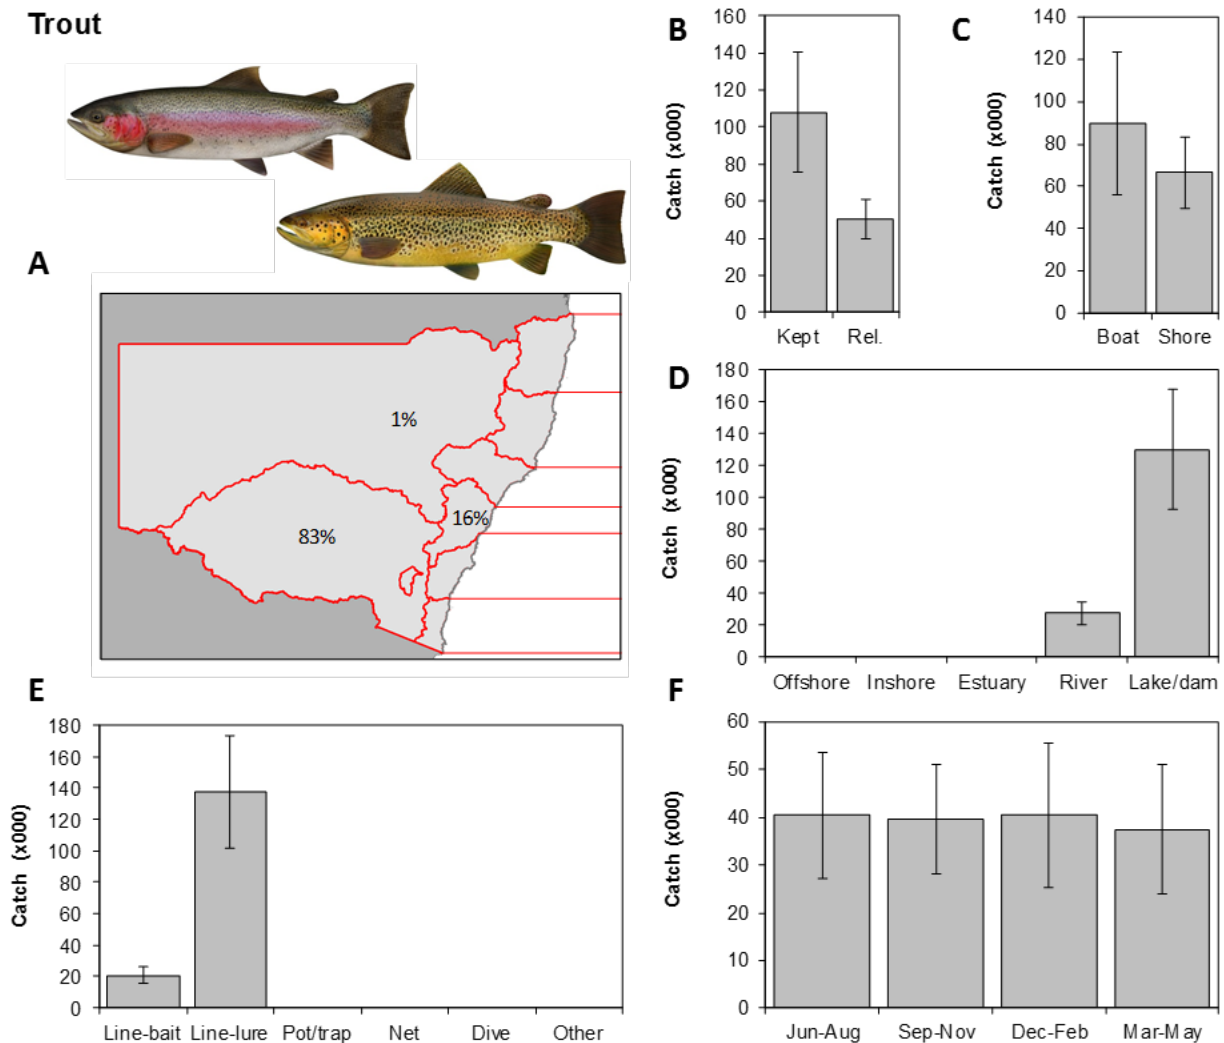 Trout
A
1%
83%
16%
B
Catch (x000)
160
140
120
100
80
60
40
20
0
Kept Rel.
C
Catch (x000)
140
120
100
80
60
40
20
0
Boat Shore
D
Catch (x000)
180
160
140
120
100
80
60
40
20
0
Offshore Inshore Estuary River Lake/dam
E
Catch (x000)
180
160
140
120
100
80
60
40
20
0
Line-bait Line-lure Pot/trap Net Dive Other
F
Catch (x000)
60
50
40
30
20
10
0
Jun-Aug Sep-Nov Dec-Feb Mar-May